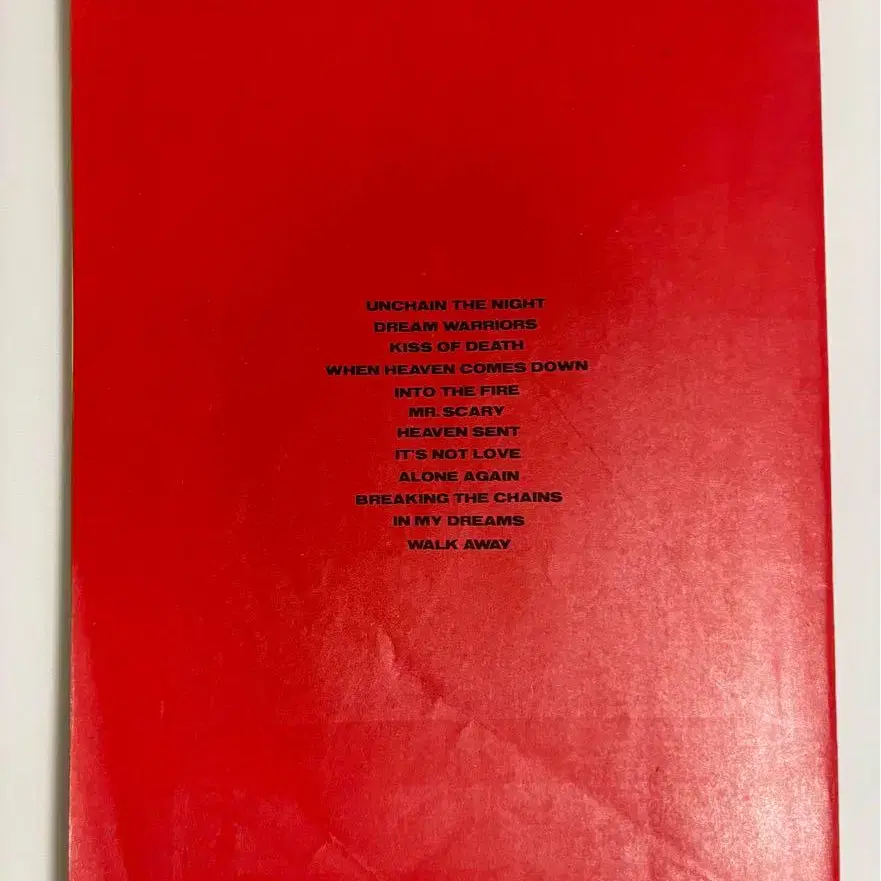 UNCHAIN THE NIGHT
DREAM WARRIORS
KISS OF DEATH
WHEN HEAVEN COMES DOWN
INTO THE FIRE
MR. SCARY
HEAVEN SENT
IT'S NOT LOVE
ALONE AGAIN
BREAKING THE CHAINS
IN MY DREAMS
WALK AWAY